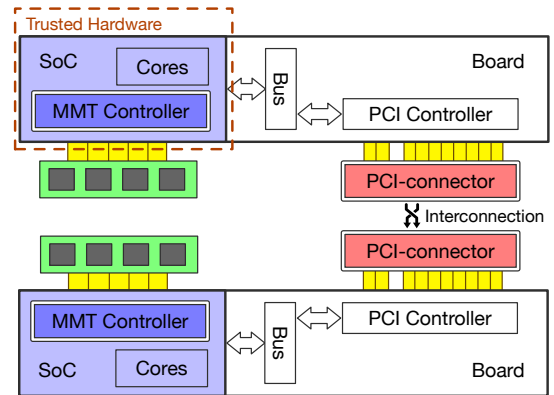 Trusted Hardware
SoC
Cores
MMT Controller
Bus
Board
PCI Controller
PCI-connector
Interconnection
PCI-connector
MMT Controller
SoC
Cores
Bus
PCI Controller
Board